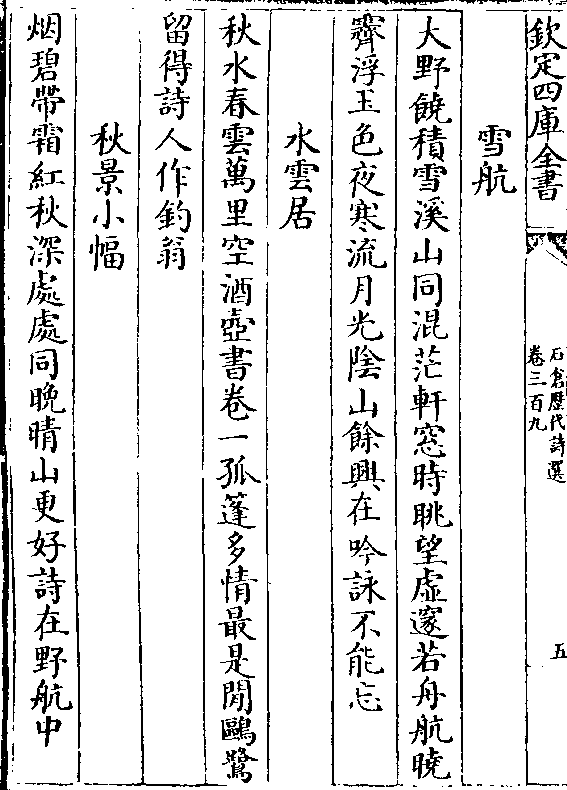 欽定四庫全書
石倉歷代詩選
卷三百九
五
雪航
大野饒積雪溪山同混茫軒窓時眺望虛邃若舟航曉
霽浮玉色夜寒流月光陰山餘興在吟詠不能忘
水雲居
秋水春雲萬里空酒壺書卷一孤蓬多情最是閒鷗鷺
留得詩人作釣翁
秋景小幅
烟碧帶霜紅秋深處處同晚晴山更好詩在野航中